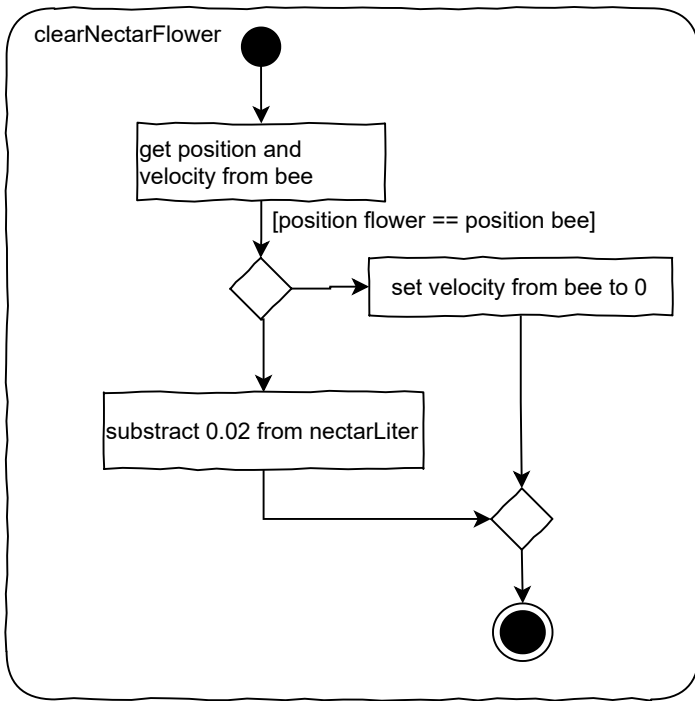 clearNectarFlower
get position and
velocity from bee
[position flower == position bee]
set velocity from bee to 0
substract 0.02 from nectarLiter